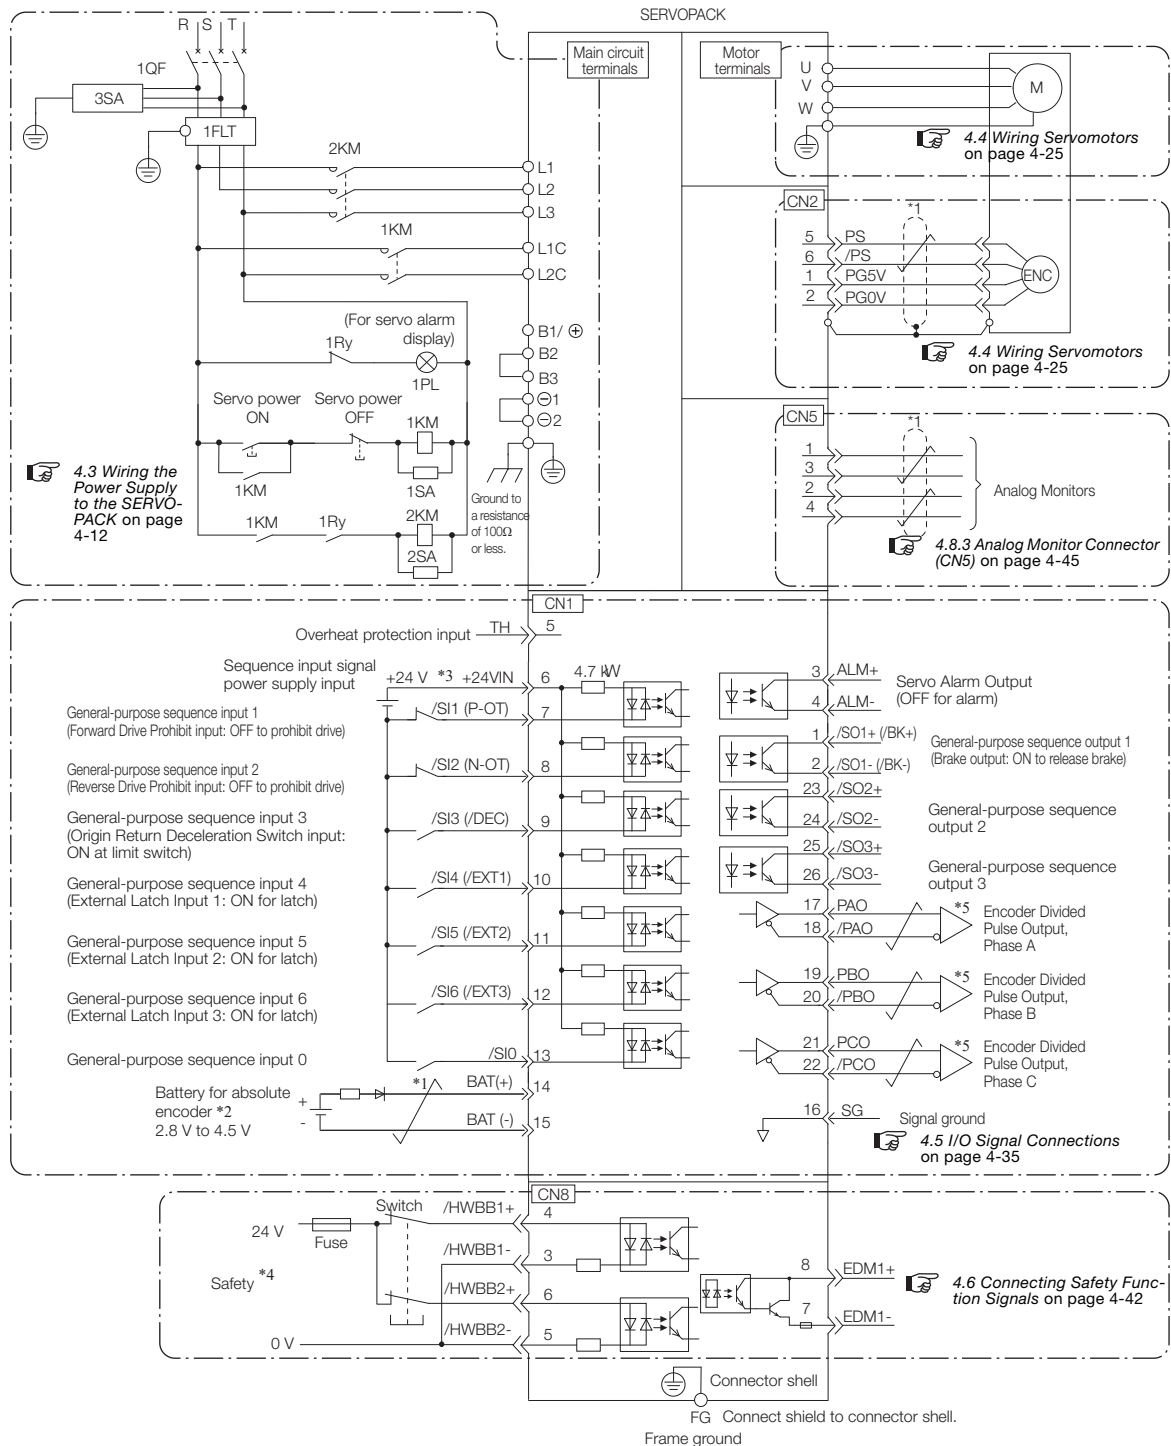 SERVOPACK
R S T
Main circuit
terminals
Motor
terminals
1QF
3SA
1FLT
2KM
L1
L2
L3
1KM
L1C
L2C
(For servo alarm
display)
1Ry
1PL
B1/ ⊕
B2
B3
⊖1
⊖2
Servo power
ON
Servo power
OFF
1KM
1KM
1SA
Ground to
a resistance
of 100Ω
or less.
4.3 Wiring the
Power Supply
to the SERVO-
PACK on page
4-12
1KM
1Ry
2KM
2SA
U
V
W
M
4.4 Wiring Servomotors
on page 4-25
CN2
*1
5 PS
6 /PS
1 PG5V
2 PG0V
ENC
4.4 Wiring Servomotors
on page 4-25
CN5
*1
1
3
2
4
Analog Monitors
4.8.3 Analog Monitor Connector
(CN5) on page 4-45
CN1
Overheat protection input TH 5
Sequence input signal
power supply input
+24 V *3 +24VIN 6
4.7 kW
General-purpose sequence input 1
(Forward Drive Prohibit input: OFF to prohibit drive)
/SI1 (P-OT) 7
General-purpose sequence input 2
(Reverse Drive Prohibit input: OFF to prohibit drive)
/SI2 (N-OT) 8
General-purpose sequence input 3
(Origin Return Deceleration Switch input:
ON at limit switch)
/SI3 (/DEC) 9
General-purpose sequence input 4
(External Latch Input 1: ON for latch)
/SI4 (/EXT1) 10
General-purpose sequence input 5
(External Latch Input 2: ON for latch)
/SI5 (/EXT2) 11
General-purpose sequence input 6
(External Latch Input 3: ON for latch)
/SI6 (/EXT3) 12
General-purpose sequence input 0
/SI0 13
Battery for absolute
encoder *2
2.8 V to 4.5 V
+
-
*1
BAT(+) 14
BAT (-) 15
3 ALM+
4 ALM-
Servo Alarm Output
(OFF for alarm)
1 /SO1+ (/BK+)
2 /SO1- (/BK-)
General-purpose sequence output 1
(Brake output: ON to release brake)
23 /SO2+
24 /SO2-
General-purpose sequence
output 2
25 /SO3+
26 /SO3-
General-purpose sequence
output 3
17 PAO
18 /PAO
*5
Encoder Divided
Pulse Output,
Phase A
19 PBO
20 /PBO
*5
Encoder Divided
Pulse Output,
Phase B
21 PCO
22 /PCO
*5
Encoder Divided
Pulse Output,
Phase C
16 SG
Signal ground
4.5 I/O Signal Connections
on page 4-35
CN8
Switch
24 V
Fuse
Safety *4
0 V
/HWBB1+ 4
/HWBB1- 3
/HWBB2+ 6
/HWBB2- 5
8 EDM1+
7 EDM1-
4.6 Connecting Safety Func-
tion Signals on page 4-42
Connector shell
FG Connect shield to connector shell.
Frame ground